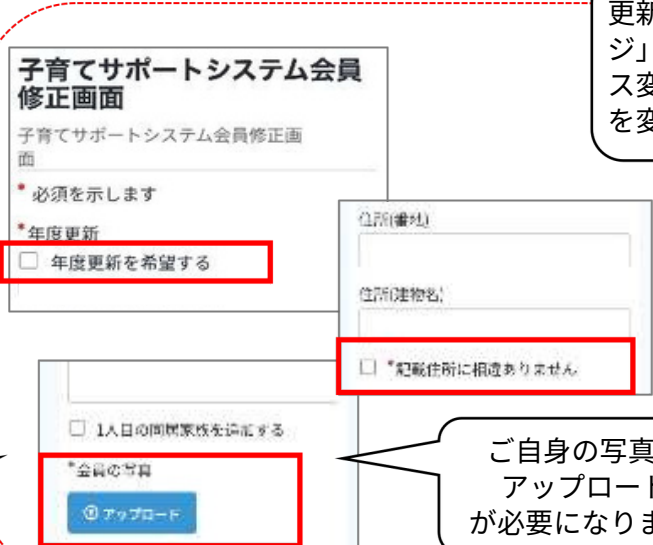 更新
ジ」
ス変
を変
子育てサポートシステム会員
修正画面
子育てサポートシステム会員修正画
面
* 必須を示します
*年度更新
年度更新を希望する
住所(番地)
住所(建物名)
*記載住所に相違ありません
1人目の同居家族を追加する
*会員の写真
アップロード
ご自身の写真
アップロード
が必要になりま